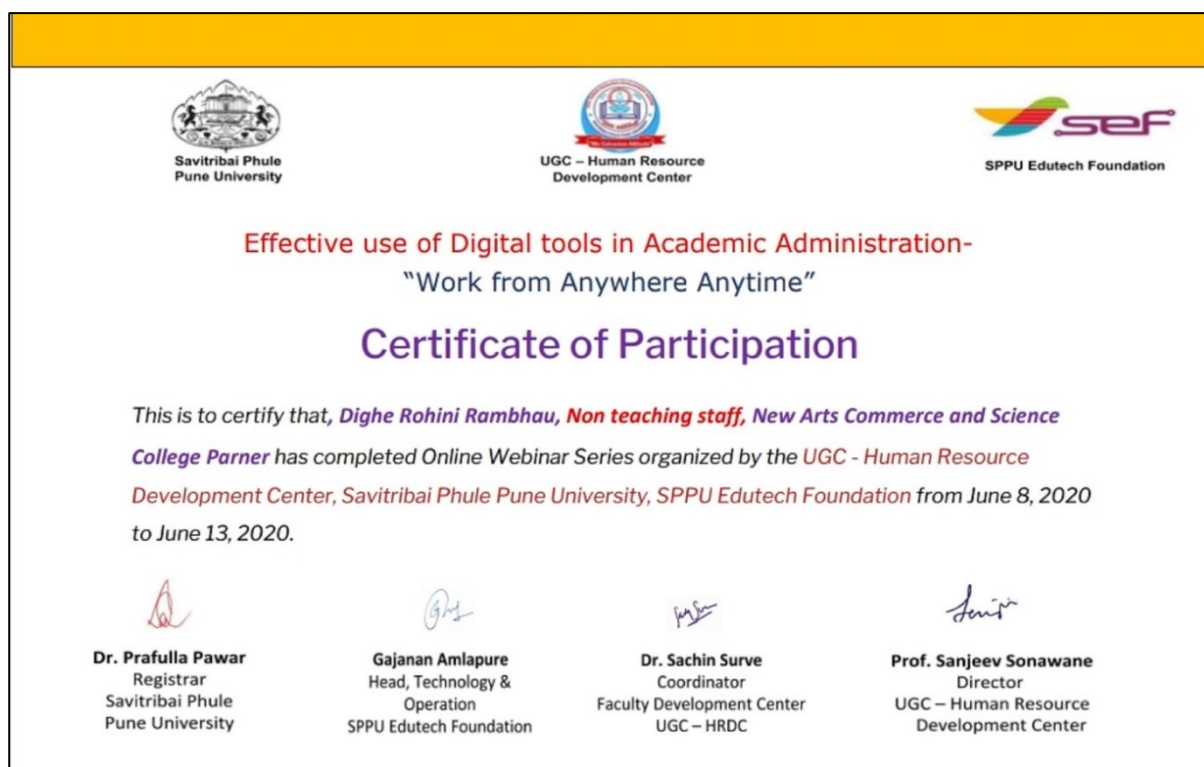 Savitribai Phule
Pune University
UGC – Human Resource
Development Center
sef
SPPU Edutech Foundation
Effective use of Digital tools in Academic Administration-
“Work from Anywhere Anytime”
Certificate of Participation
This is to certify that, Dighe Rohini Rambhau, Non teaching staff, New Arts Commerce and Science
College Parner has completed Online Webinar Series organized by the UGC - Human Resource
Development Center, Savitribai Phule Pune University, SPPU Edutech Foundation from June 8, 2020
to June 13, 2020.
Dr. Prafulla Pawar
Registrar
Savitribai Phule
Pune University
Gajanan Amlapure
Head, Technology &
Operation
SPPU Edutech Foundation
Dr. Sachin Surve
Coordinator
Faculty Development Center
UGC – HRDC
Prof. Sanjeev Sonawane
Director
UGC – Human Resource
Development Center